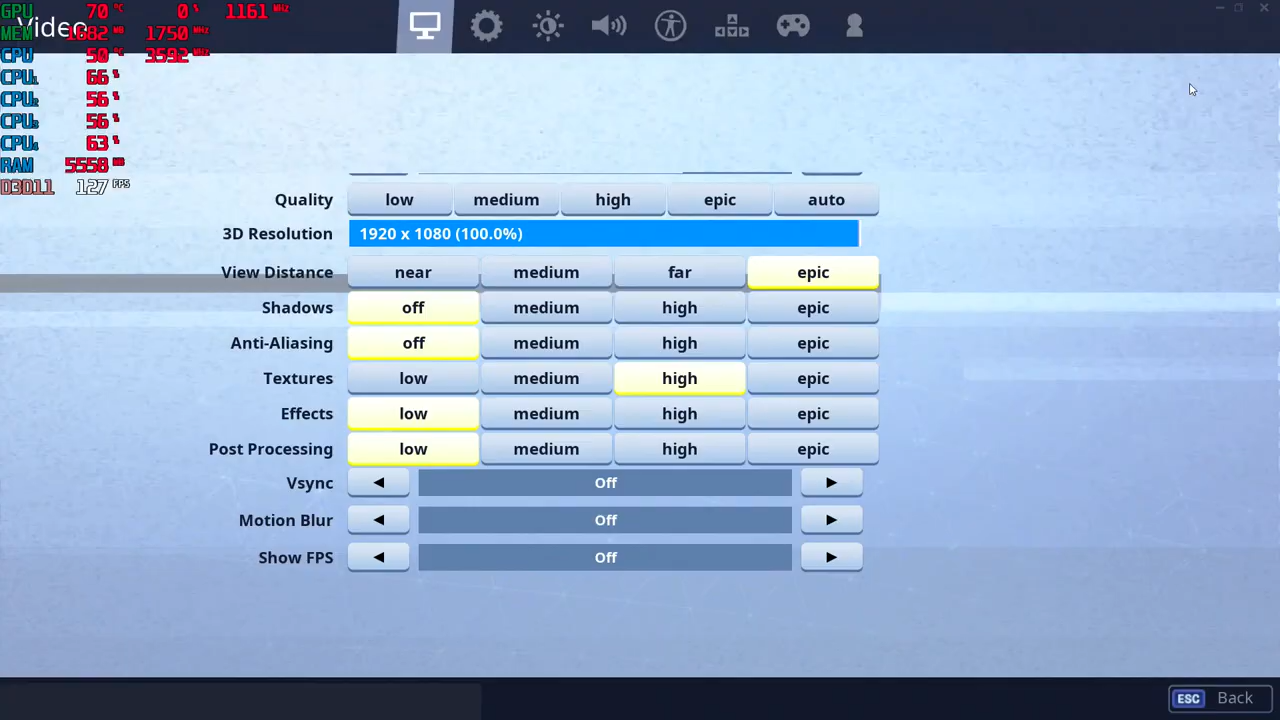 Video
GPU 70 °C 0 % 1161 MHz
MEM 1682 MB 1750 MHz
CPU 50 °C 3592 MHz
CPU1 66 %
CPU2 56 %
CPU3 56 %
CPU4 63 %
RAM 5558 MB
D3D11 127 FPS
Quality low medium high epic auto
3D Resolution 1920 x 1080 (100.0%)
View Distance near medium far epic
Shadows off medium high epic
Anti-Aliasing off medium high epic
Textures low medium high epic
Effects low medium high epic
Post Processing low medium high epic
Vsync ◄ Off ►
Motion Blur ◄ Off ►
Show FPS ◄ Off ►
ESC Back